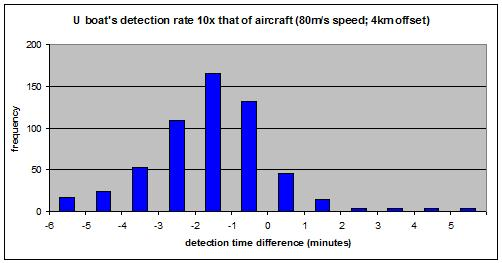 U boat's detection rate 10x that of aircraft (80m/s speed; 4km offset)
200
150
100
50
0
frequency
-6 -5 -4 -3 -2 -1 0 1 2 3 4 5
detection time difference (minutes)